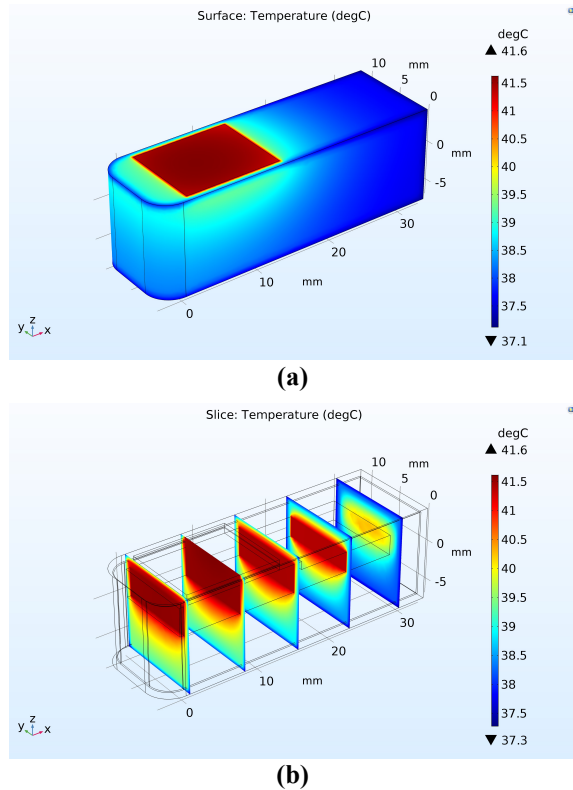 Surface: Temperature (degC)
degC
▲ 41.6
41.5
41
40.5
40
39.5
39
38.5
38
37.5
▼ 37.1
10
mm
5
0
0
mm
-5
30
20
mm
10
0
y z x
(a)
Slice: Temperature (degC)
degC
▲ 41.6
41.5
41
40.5
40
39.5
39
38.5
38
37.5
▼ 37.3
10
mm
5
0
0
mm
-5
30
20
mm
10
0
y z x
(b)